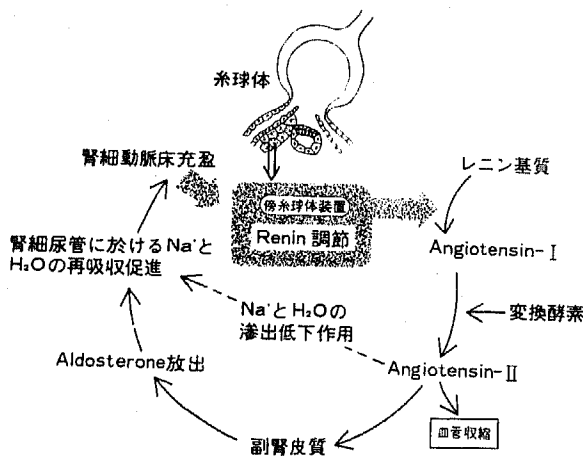 糸球体
腎細動脈床充盈
レニン基質
傍糸球体装置
Renin 調節
Angiotensin-Ⅰ
腎細尿管に於けるNa⁺と
H₂Oの再吸収促進
変換酵素
Na⁺とH₂Oの
滲出低下作用
Aldosterone放出
Angiotensin-Ⅱ
血管収縮
副腎皮質